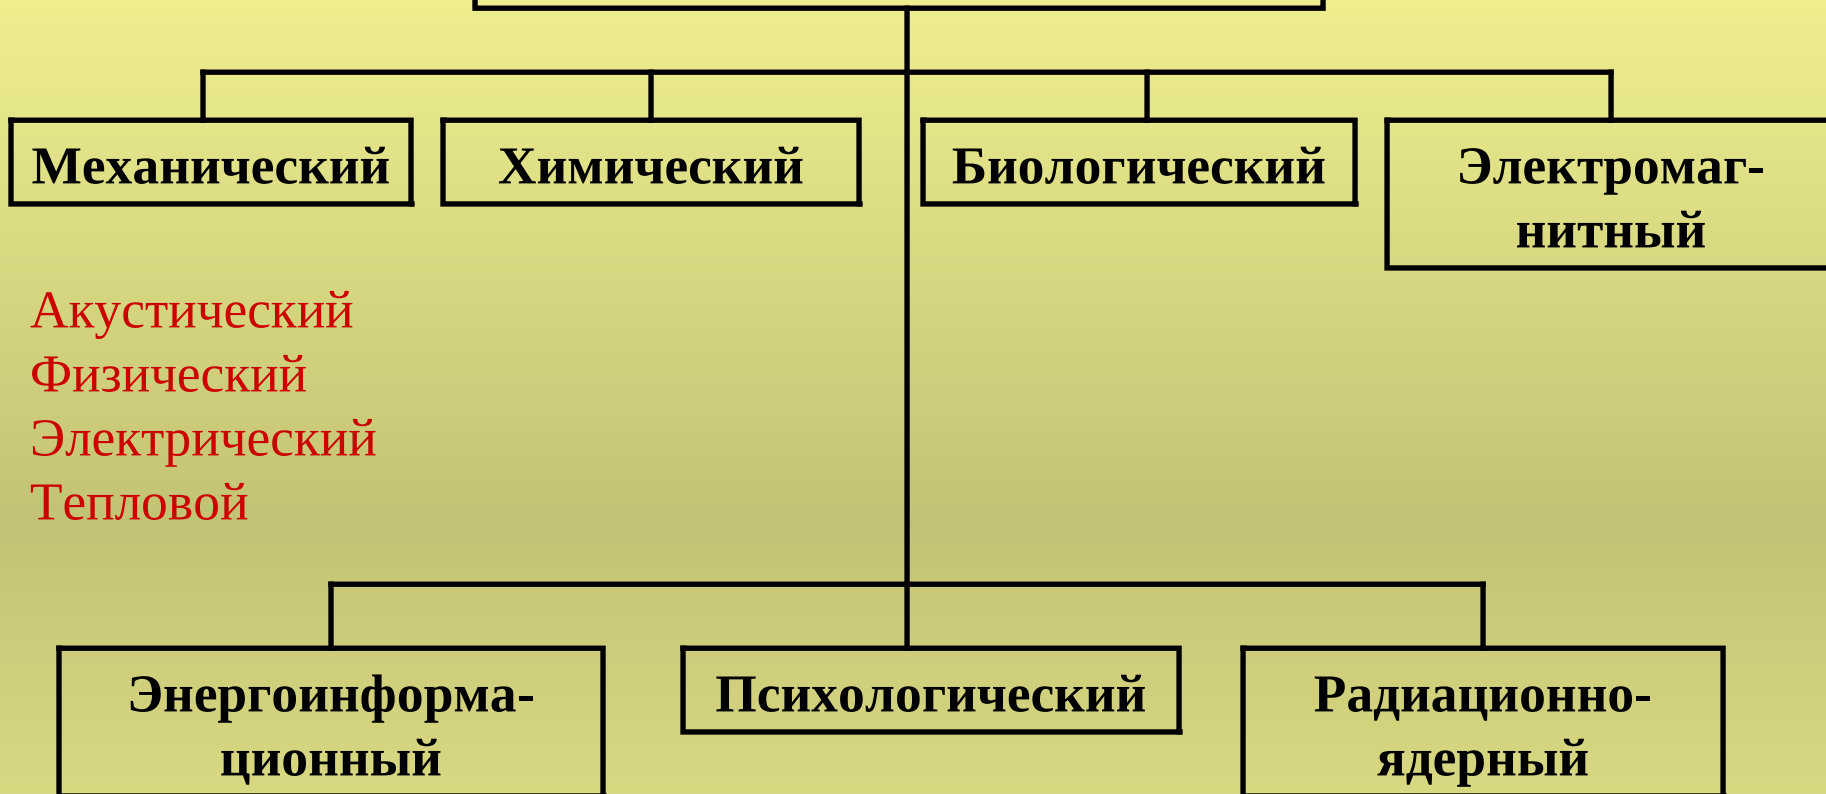 Механический
Химический
Биологический
Электромаг-
нитный
Акустический
Физический
Электрический
Тепловой
Энергоинформа-
ционный
Психологический
Радиационно-
ядерный